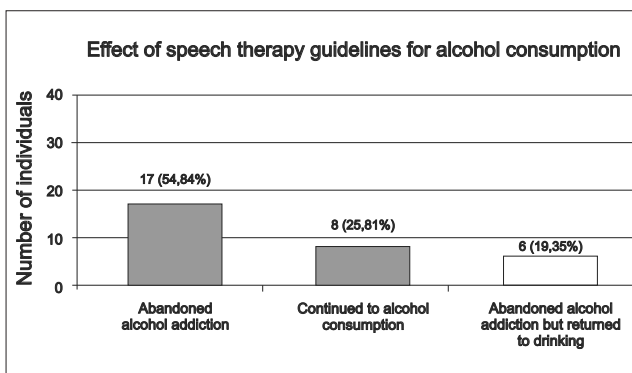 Effect of speech therapy guidelines for alcohol consumption
Number of individuals
40
30
20
10
0
17 (54,84%)
8 (25,81%)
6 (19,35%)
Abandoned
alcohol addiction
Continued to alcohol
consumption
Abandoned alcohol
addiction but returned
to drinking